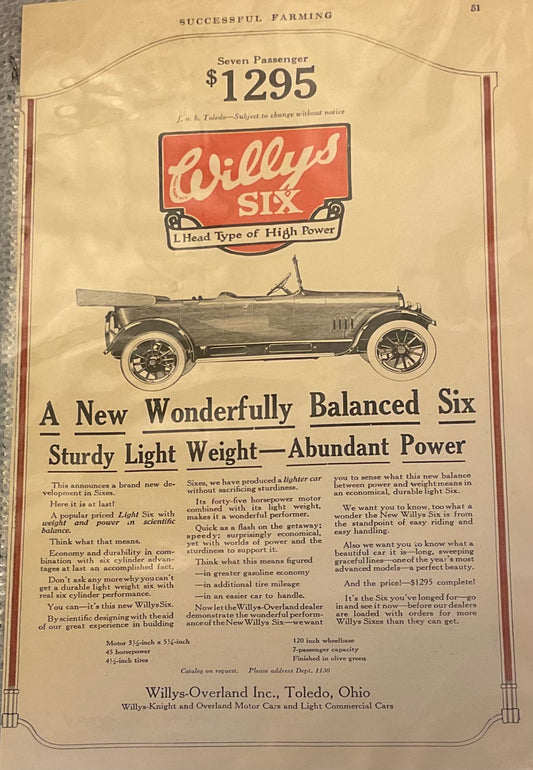 SUCCESSFUL FARMING
51
Seven Passenger
$1295
f. o. b. Toledo—Subject to change without notice
Willys
SIX
L Head Type of High Power
A New Wonderfully Balanced Six
Sturdy Light Weight—Abundant Power
This announces a brand new de-
velopment in Sixes.
Here it is at last!
A popular priced Light Six with
weight and power in scientific
balance.
Think what that means.
Economy and durability in com-
bination with six cylinder advan-
tages at last an accomplished fact.
Don't ask any more why you can't
get a durable light weight six with
real six cylinder performance.
You can—it's this new Willys Six.
By scientific designing with the aid
of our great experience in building
Sixes, we have produced a lighter car
without sacrificing sturdiness.
Its forty-five horsepower motor
combined with its light weight,
makes it a wonderful performer.
Quick as a flash on the getaway;
speedy; surprisingly economical,
yet with worlds of power and the
sturdiness to support it.
Think what this means figured
—in greater gasoline economy
—in additional tire mileage
—in an easier car to handle.
Now let the Willys-Overland dealer
demonstrate the wonderful perform-
ance of the New Willys Six—we want
you to sense what this new balance
between power and weight means in
an economical, durable light Six.
We want you to know, too what a
wonder the New Willys Six is from
the standpoint of easy riding and
easy handling.
Also we want you to know what a
beautiful car it is—long, sweeping
graceful lines—one of the year's most
advanced models—a perfect beauty.
And the price!—$1295 complete!
It's the Six you've longed for—go
in and see it now—before our dealers
are loaded with orders for more
Willys Sixes than they can get.
Motor 3½-inch x 5¼-inch
45 horsepower
4½-inch tires
120 inch wheelbase
7-passenger capacity
Finished in olive green
Catalog on request. Please address Dept. 1130
Willys-Overland Inc., Toledo, Ohio
Willys-Knight and Overland Motor Cars and Light Commercial Cars